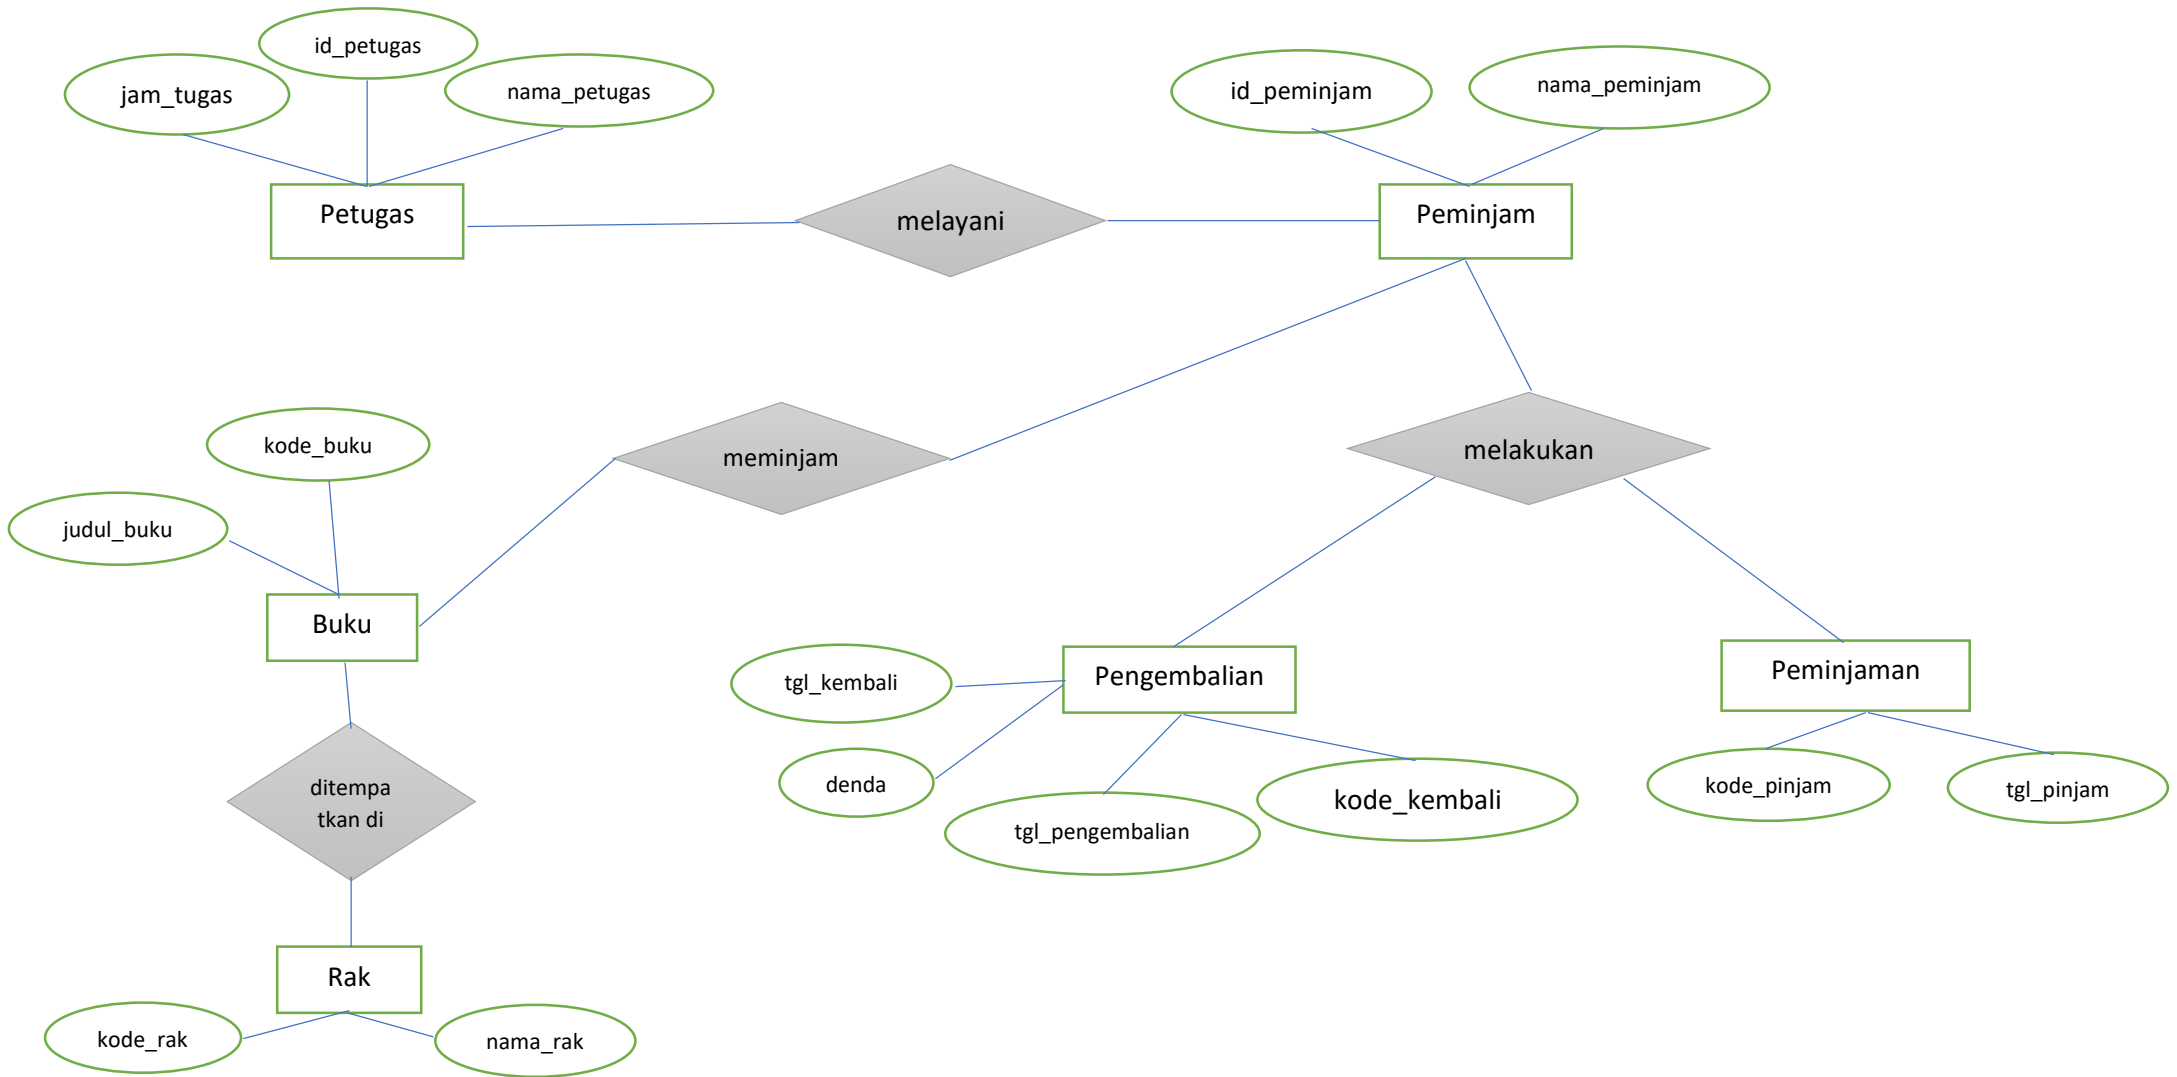 id_petugas
jam_tugas
nama_petugas
id_peminjam
nama_peminjam
Petugas
melayani
Peminjam
kode_buku
judul_buku
meminjam
melakukan
Buku
tgl_kembali
Pengembalian
Peminjaman
ditempa
tkan di
denda
tgl_pengembalian
kode_kembali
kode_pinjam
tgl_pinjam
Rak
kode_rak
nama_rak